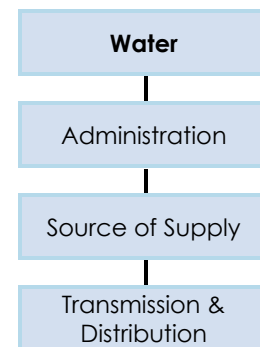 Water
Administration
Source of Supply
Transmission &
Distribution